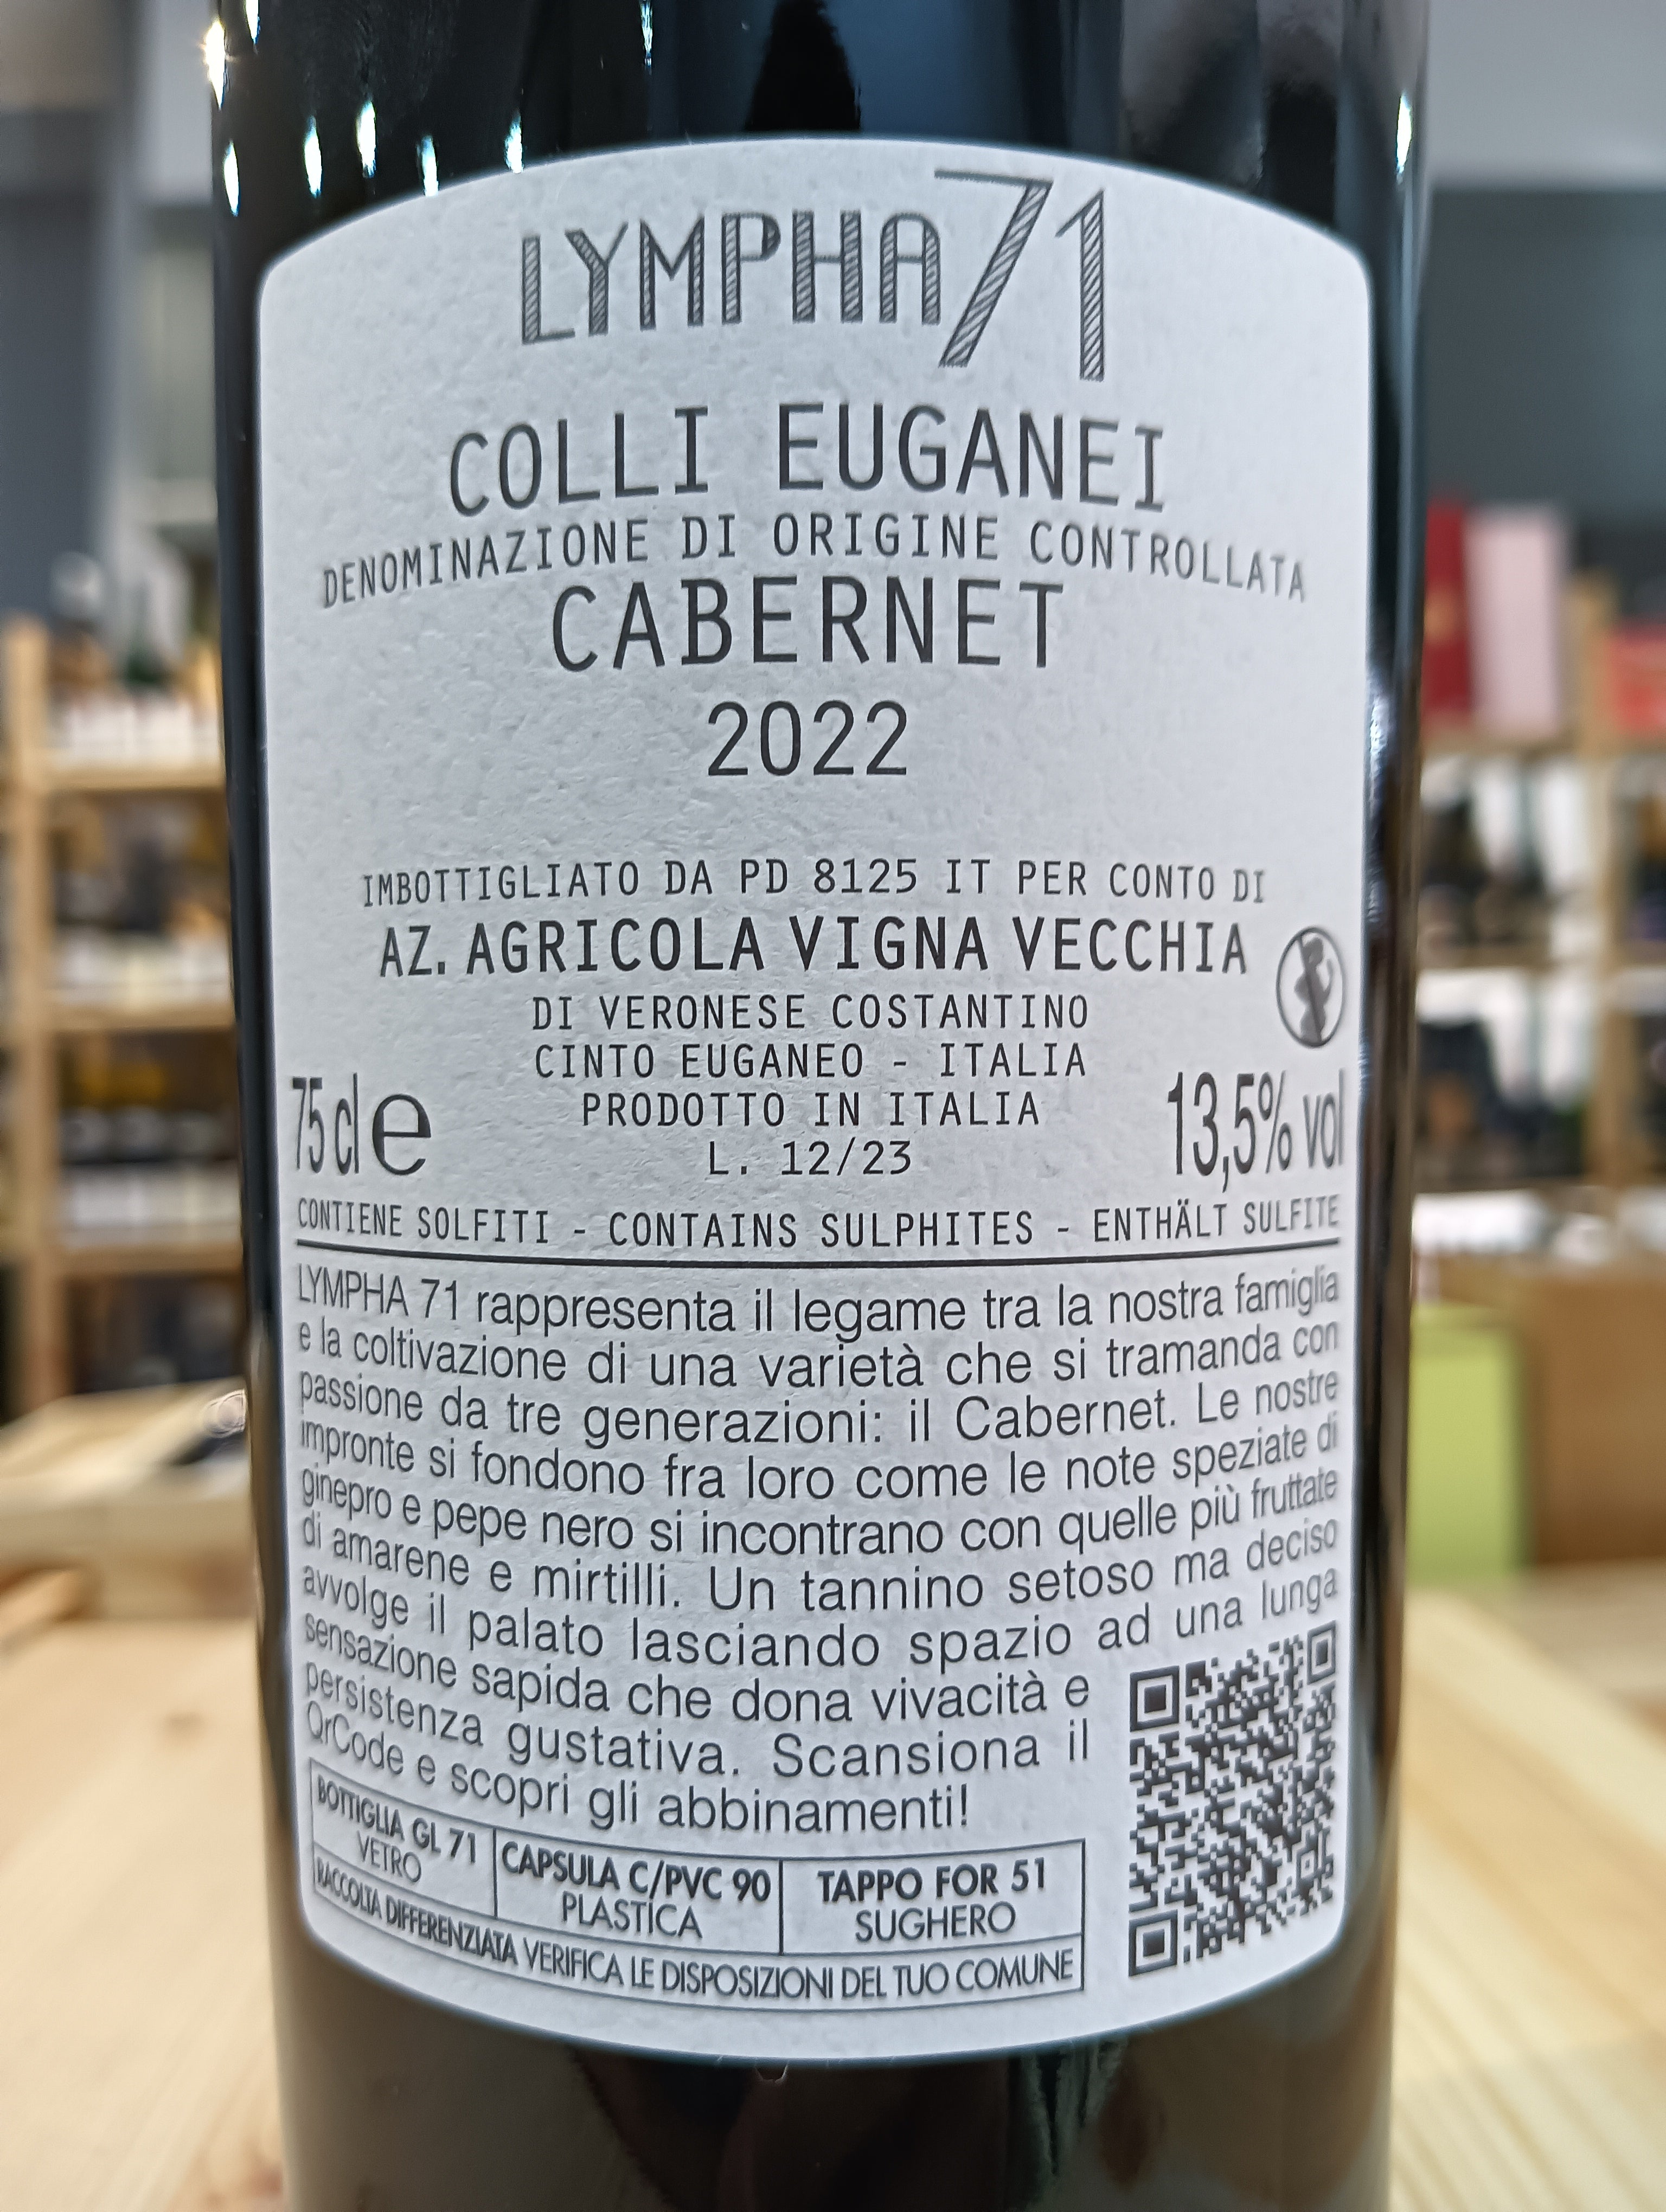 LYMPHA 71
COLLI EUGANEI
DENOMINAZIONE DI ORIGINE CONTROLLATA
CABERNET
2022
IMBOTTIGLIATO DA PD 8125 IT PER CONTO DI
AZ. AGRICOLA VIGNA VECCHIA
DI VERONESE COSTANTINO
CINTO EUGANEO - ITALIA
PRODOTTO IN ITALIA
75 cl e
L. 12/23
13,5% vol
CONTIENE SOLFITI - CONTAINS SULPHITES - ENTHÄLT SULFITE
LYMPHA 71 rappresenta il legame tra la nostra famiglia
e la coltivazione di una varietà che si tramanda con
passione da tre generazioni: il Cabernet. Le nostre
impronte si fondono fra loro come le note speziate di
ginepro e pepe nero si incontrano con quelle più fruttate
di amarene e mirtilli. Un tannino setoso ma deciso
avvolge il palato lasciando spazio ad una lunga
sensazione sapida che dona vivacità e
persistenza gustativa. Scansiona il
QrCode e scopri gli abbinamenti!
BOTTIGLIA GL 71
VETRO
CAPSULA C/PVC 90
PLASTICA
TAPPO FOR 51
SUGHERO
RACCOLTA DIFFERENZIATA VERIFICA LE DISPOSIZIONI DEL TUO COMUNE